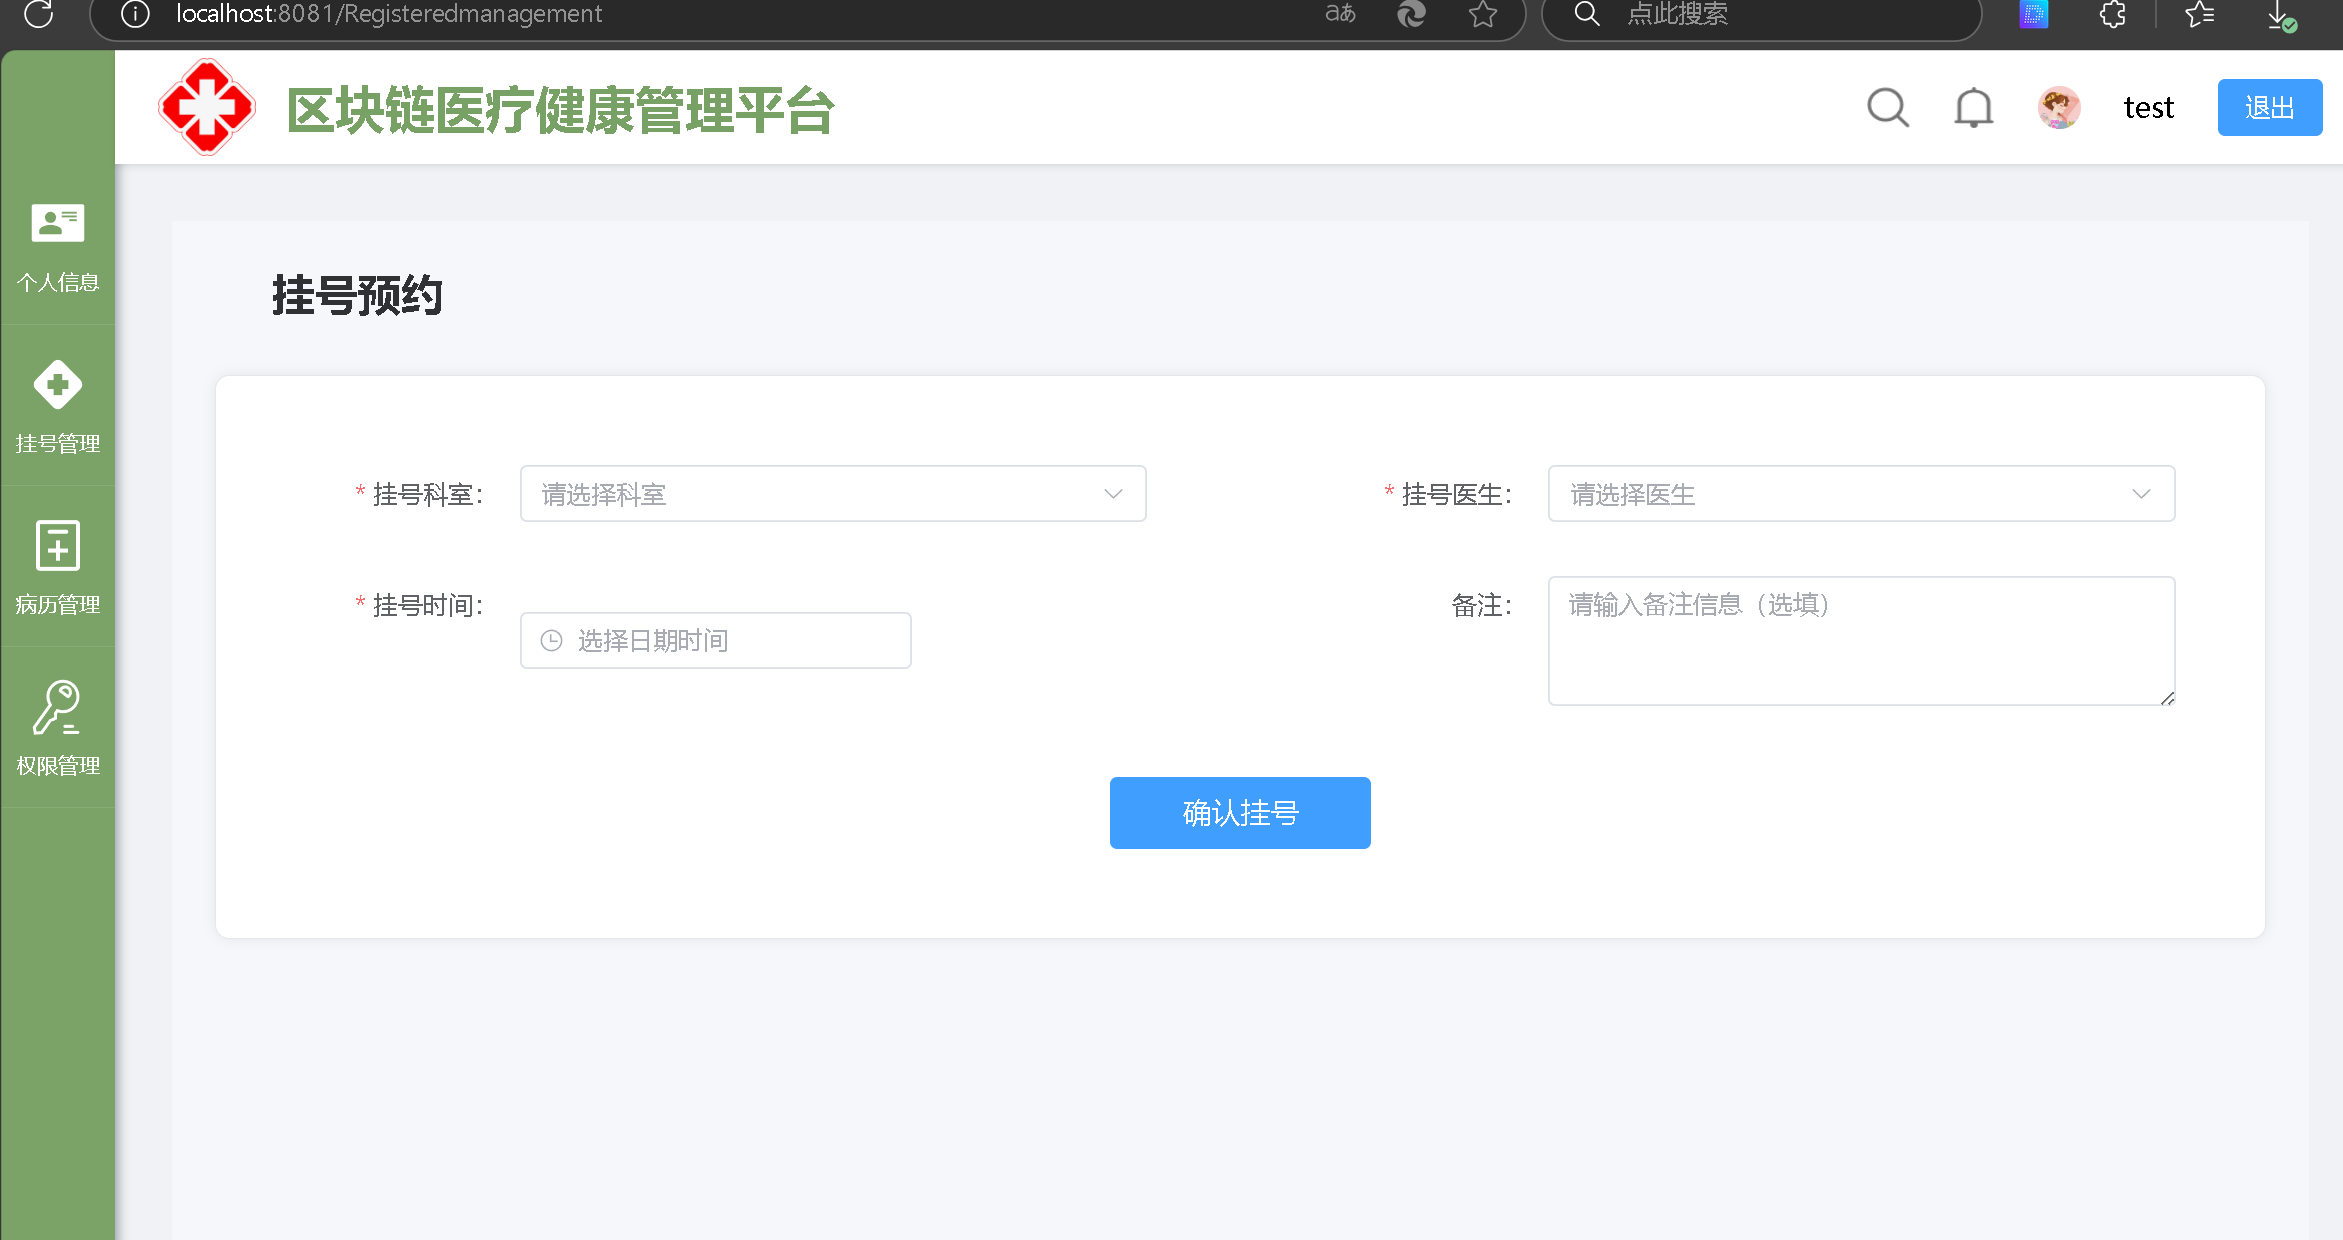 localhost:8081/Registeredmanagement
aあ
点此搜索
区块链医疗健康管理平台
test
退出
个人信息
挂号管理
病历管理
权限管理
挂号预约
* 挂号科室：
请选择科室
* 挂号医生：
请选择医生
* 挂号时间：
选择日期时间
备注：
请输入备注信息（选填）
确认挂号